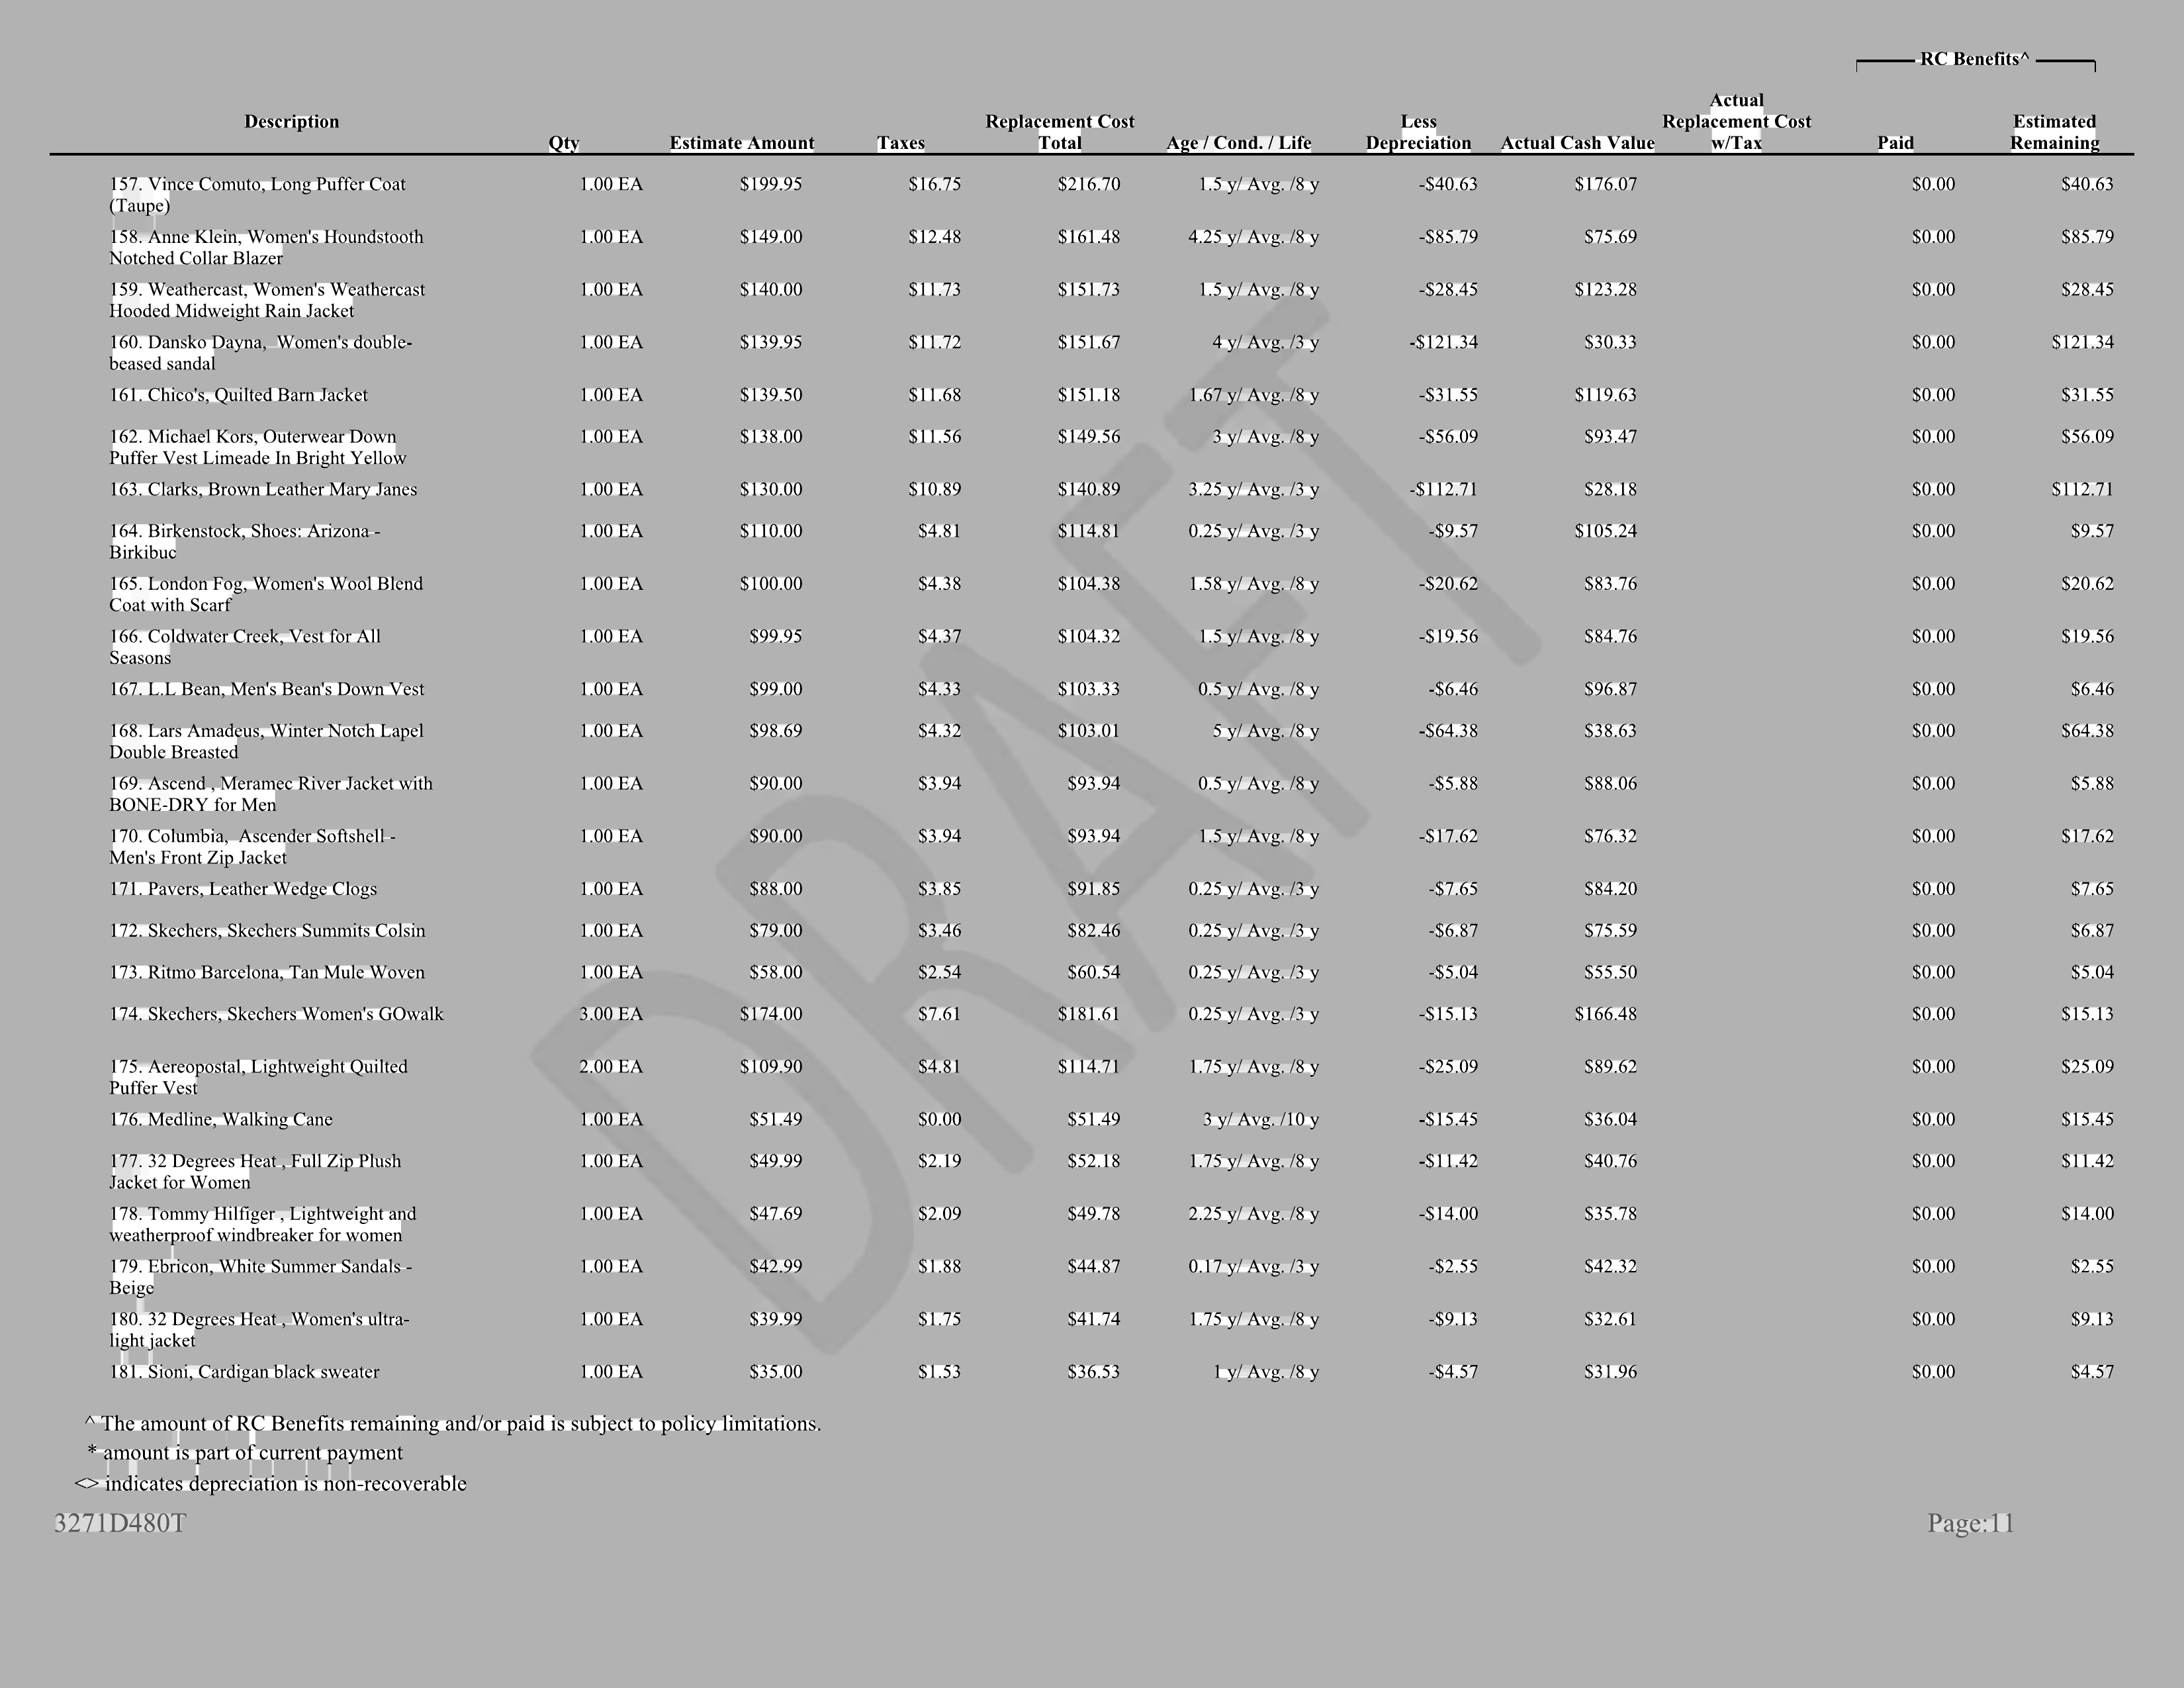 RC Benefits^
Actual
Description Replacement Cost Less Replacement Cost Estimated
Qty Estimate Amount Taxes Total Age / Cond. / Life Depreciation Actual Cash Value w/Tax Paid Remaining
157. Vince Comuto, Long Puffer Coat 1.00 EA $199.95 $16.75 $216.70 1.5 y/ Avg. /8 y -$40.63 $176.07 $0.00 $40.63
(Taupe)
158. Anne Klein, Women's Houndstooth 1.00 EA $149.00 $12.48 $161.48 4.25 y/ Avg. /8 y -$85.79 $75.69 $0.00 $85.79
Notched Collar Blazer
159. Weathercast, Women's Weathercast 1.00 EA $140.00 $11.73 $151.73 1.5 y/ Avg. /8 y -$28.45 $123.28 $0.00 $28.45
Hooded Midweight Rain Jacket
160. Dansko Dayna, Women's double- 1.00 EA $139.95 $11.72 $151.67 4 y/ Avg. /3 y -$121.34 $30.33 $0.00 $121.34
beased sandal
161. Chico's, Quilted Barn Jacket 1.00 EA $139.50 $11.68 $151.18 1.67 y/ Avg. /8 y -$31.55 $119.63 $0.00 $31.55
162. Michael Kors, Outerwear Down 1.00 EA $138.00 $11.56 $149.56 3 y/ Avg. /8 y -$56.09 $93.47 $0.00 $56.09
Puffer Vest Limeade In Bright Yellow
163. Clarks, Brown Leather Mary Janes 1.00 EA $130.00 $10.89 $140.89 3.25 y/ Avg. /3 y -$112.71 $28.18 $0.00 $112.71
164. Birkenstock, Shoes: Arizona - 1.00 EA $110.00 $4.81 $114.81 0.25 y/ Avg. /3 y -$9.57 $105.24 $0.00 $9.57
Birkibuc
165. London Fog, Women's Wool Blend 1.00 EA $100.00 $4.38 $104.38 1.58 y/ Avg. /8 y -$20.62 $83.76 $0.00 $20.62
Coat with Scarf
166. Coldwater Creek, Vest for All 1.00 EA $99.95 $4.37 $104.32 1.5 y/ Avg. /8 y -$19.56 $84.76 $0.00 $19.56
Seasons
167. L.L Bean, Men's Bean's Down Vest 1.00 EA $99.00 $4.33 $103.33 0.5 y/ Avg. /8 y -$6.46 $96.87 $0.00 $6.46
168. Lars Amadeus, Winter Notch Lapel 1.00 EA $98.69 $4.32 $103.01 5 y/ Avg. /8 y -$64.38 $38.63 $0.00 $64.38
Double Breasted
169. Ascend , Meramec River Jacket with 1.00 EA $90.00 $3.94 $93.94 0.5 y/ Avg. /8 y -$5.88 $88.06 $0.00 $5.88
BONE-DRY for Men
170. Columbia, Ascender Softshell - 1.00 EA $90.00 $3.94 $93.94 1.5 y/ Avg. /8 y -$17.62 $76.32 $0.00 $17.62
Men's Front Zip Jacket
171. Pavers, Leather Wedge Clogs 1.00 EA $88.00 $3.85 $91.85 0.25 y/ Avg. /3 y -$7.65 $84.20 $0.00 $7.65
172. Skechers, Skechers Summits Colsin 1.00 EA $79.00 $3.46 $82.46 0.25 y/ Avg. /3 y -$6.87 $75.59 $0.00 $6.87
173. Ritmo Barcelona, Tan Mule Woven 1.00 EA $58.00 $2.54 $60.54 0.25 y/ Avg. /3 y -$5.04 $55.50 $0.00 $5.04
174. Skechers, Skechers Women's GOwalk 3.00 EA $174.00 $7.61 $181.61 0.25 y/ Avg. /3 y -$15.13 $166.48 $0.00 $15.13
175. Aereopostal, Lightweight Quilted 2.00 EA $109.90 $4.81 $114.71 1.75 y/ Avg. /8 y -$25.09 $89.62 $0.00 $25.09
Puffer Vest
176. Medline, Walking Cane 1.00 EA $51.49 $0.00 $51.49 3 y/ Avg. /10 y -$15.45 $36.04 $0.00 $15.45
177. 32 Degrees Heat , Full Zip Plush 1.00 EA $49.99 $2.19 $52.18 1.75 y/ Avg. /8 y -$11.42 $40.76 $0.00 $11.42
Jacket for Women
178. Tommy Hilfiger , Lightweight and 1.00 EA $47.69 $2.09 $49.78 2.25 y/ Avg. /8 y -$14.00 $35.78 $0.00 $14.00
weatherproof windbreaker for women
179. Ebricon, White Summer Sandals - 1.00 EA $42.99 $1.88 $44.87 0.17 y/ Avg. /3 y -$2.55 $42.32 $0.00 $2.55
Beige
180. 32 Degrees Heat , Women's ultra- 1.00 EA $39.99 $1.75 $41.74 1.75 y/ Avg. /8 y -$9.13 $32.61 $0.00 $9.13
light jacket
181. Sioni, Cardigan black sweater 1.00 EA $35.00 $1.53 $36.53 1 y/ Avg. /8 y -$4.57 $31.96 $0.00 $4.57
^ The amount of RC Benefits remaining and/or paid is subject to policy limitations.
* amount is part of current payment
<> indicates depreciation is non-recoverable
3271D480T Page:11
DRAFT